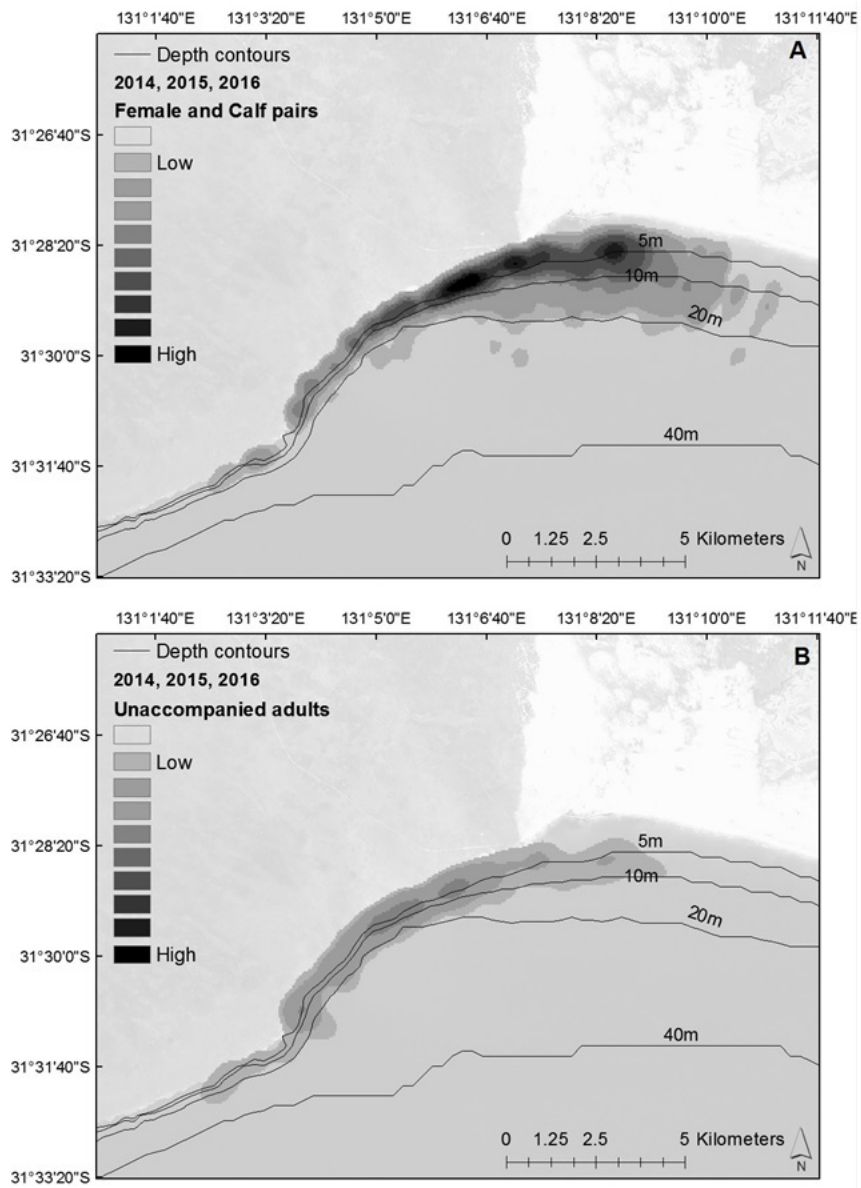 131°1'40"E 131°3'20"E 131°5'0"E 131°6'40"E 131°8'20"E 131°10'0"E 131°11'40"E
Depth contours
A
2014, 2015, 2016
Female and Calf pairs
31°26'40"S
Low
31°28'20"S
5m
10m
20m
31°30'0"S
High
40m
31°31'40"S
0 1.25 2.5 5 Kilometers
N
31°33'20"S
131°1'40"E 131°3'20"E 131°5'0"E 131°6'40"E 131°8'20"E 131°10'0"E 131°11'40"E
Depth contours
B
2014, 2015, 2016
Unaccompanied adults
31°26'40"S
Low
31°28'20"S
5m
10m
20m
31°30'0"S
High
40m
31°31'40"S
0 1.25 2.5 5 Kilometers
N
31°33'20"S